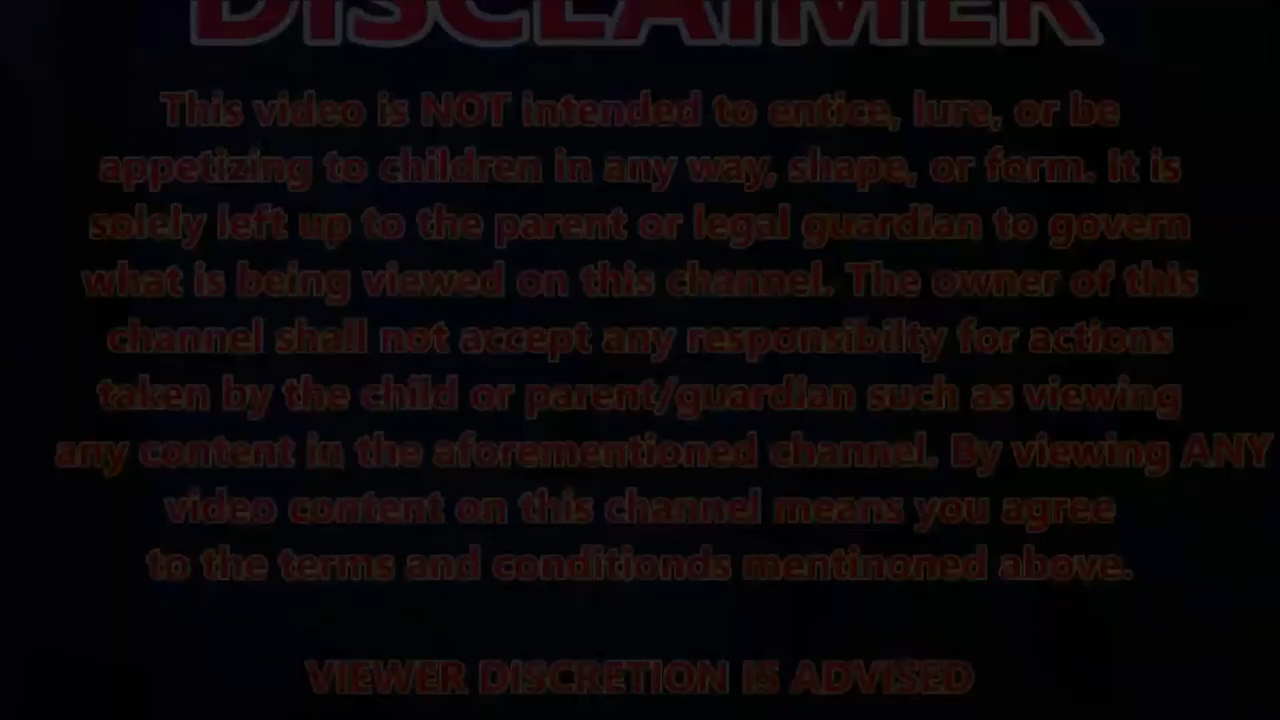 DISCLAIMER
This video is NOT intended to entice, lure, or be
appetizing to children in any way, shape, or form. It is
solely left up to the parent or legal guardian to govern
what is being viewed on this channel. The owner of this
channel shall not accept any responsibilty for actions
taken by the child or parent/guardian such as viewing
any content in the aforementioned channel. By viewing ANY
video content on this channel means you agree
to the terms and conditionds mentinoned above.
VIEWER DISCRETION IS ADVISED